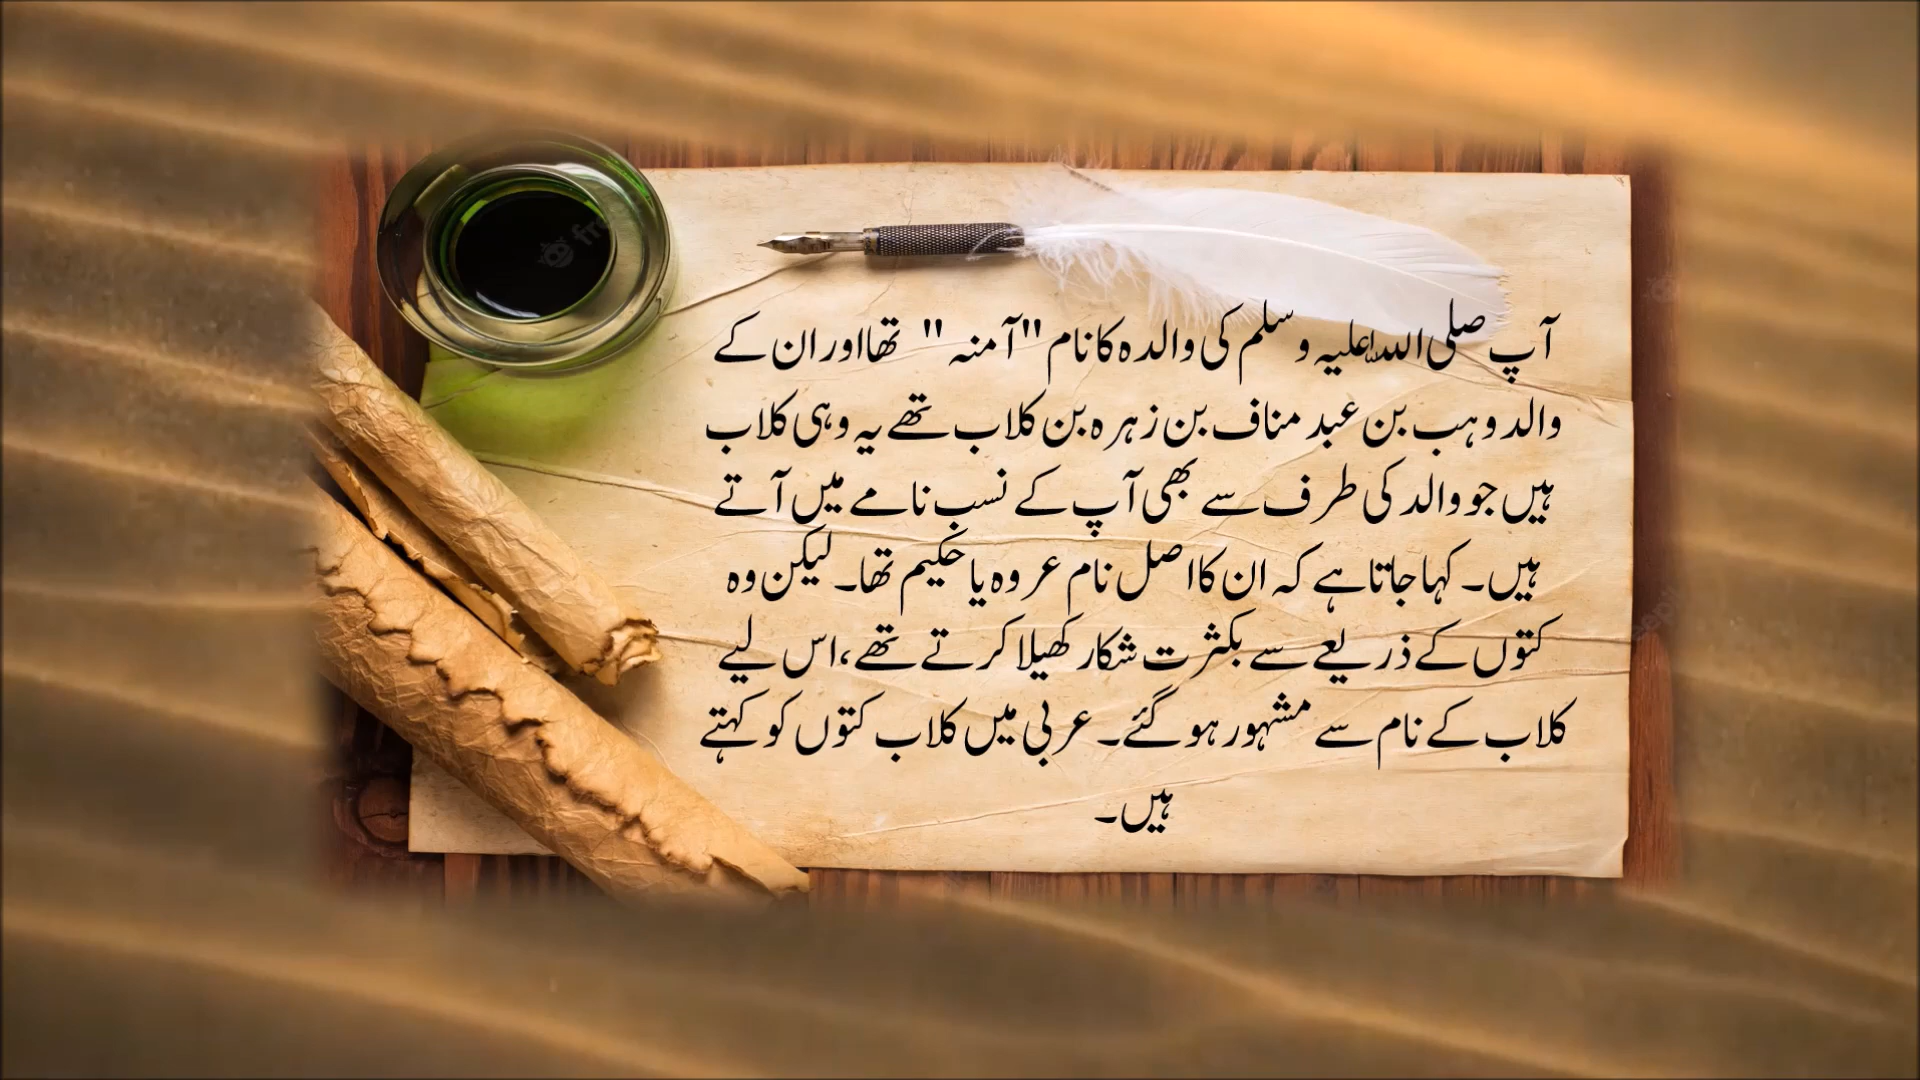 آپ صلی اللہ علیہ وسلم کی والدہ کا نام "آمنہ" تھا اور ان کے
والد وہب بن عبد مناف بن زہرہ بن کلاب تھے یہ وہی کلاب
ہیں جو والد کی طرف سے بھی آپ کے نسب نامے میں آتے
ہیں۔ کہا جاتا ہے کہ ان کا اصل نام عروہ یا حکیم تھا۔ لیکن وہ
کتوں کے ذریعے سے بکثرت شکار کھیلا کرتے تھے، اس لیے
کلاب کے نام سے مشہور ہو گئے۔ عربی میں کلاب کتوں کو کہتے
ہیں۔